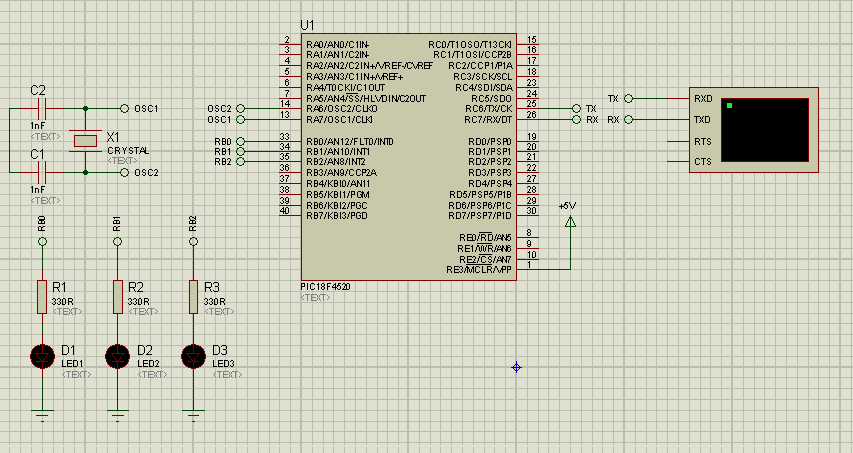 U1
2 RA0/AN0/C1IN- RC0/T1OSO/T13CKI 15
3 RA1/AN1/C2IN- RC1/T1OSI/CCP2B 16
4 RA2/AN2/C2IN+/VREF-/CVREF RC2/CCP1/P1A 17
5 RA3/AN3/C1IN+/VREF+ RC3/SCK/SCL 18
6 RA4/T0CKI/C1OUT RC4/SDI/SDA 23
7 RA5/AN4/SS/HLVDIN/C2OUT RC5/SDO 24
OSC2 14 RA6/OSC2/CLKO RC6/TX/CK 25 TX
OSC1 13 RA7/OSC1/CLKI RC7/RX/DT 26 RX
RB0 33 RB0/AN12/FLT0/INT0 RD0/PSP0 19
RB1 34 RB1/AN10/INT1 RD1/PSP1 20
RB2 35 RB2/AN8/INT2 RD2/PSP2 21
36 RB3/AN9/CCP2A RD3/PSP3 22
37 RB4/KBI0/AN11 RD4/PSP4 27
38 RB5/KBI1/PGM RD5/PSP5/P1B 28
39 RB6/KBI2/PGC RD6/PSP6/P1C 29
40 RB7/KBI3/PGD RD7/PSP7/P1D 30
RE0/RD/AN5 8
RE1/WR/AN6 9
RE2/CS/AN7 10
RE3/MCLR/VPP 1
PIC18F4520
<TEXT>
+5V
TX RXD
RX TXD
RTS
CTS
C2
1nF
<TEXT>
OSC1
X1
CRYSTAL
<TEXT>
C1
1nF
<TEXT>
OSC2
RB0
RB1
RB2
R1
330R
<TEXT>
R2
330R
<TEXT>
R3
330R
<TEXT>
D1
LED1
<TEXT>
D2
LED2
<TEXT>
D3
LED3
<TEXT>